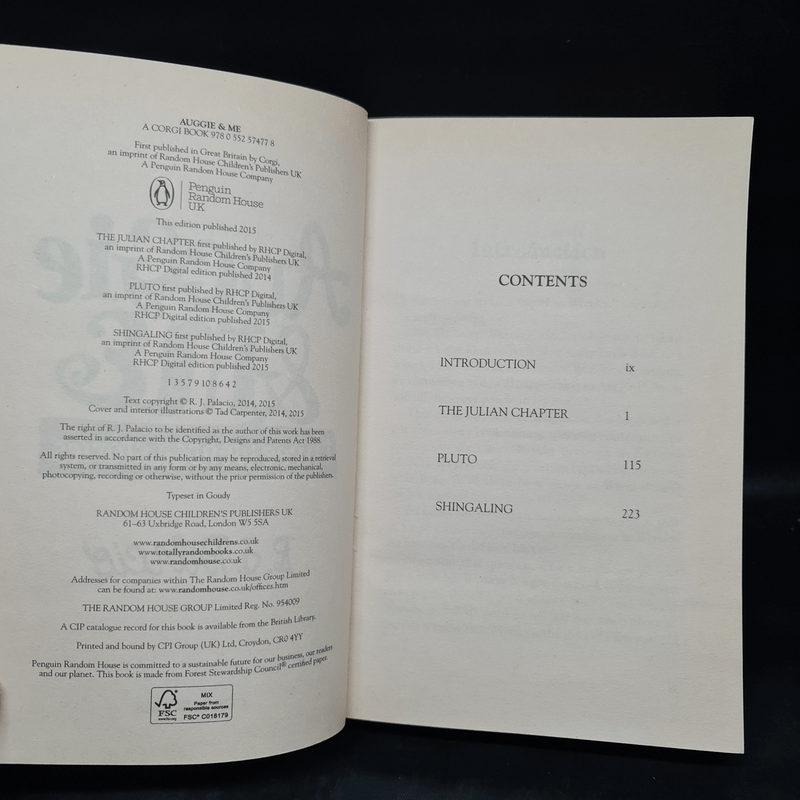 AUGGIE & ME
A CORGI BOOK 978 0 552 57477 8
First published in Great Britain by Corgi,
an imprint of Random House Children's Publishers UK
A Penguin Random House Company
Penguin
Random House
UK
This edition published 2015
THE JULIAN CHAPTER first published by RHCP Digital,
an imprint of Random House Children's Publishers UK
A Penguin Random House Company
RHCP Digital edition published 2014
PLUTO first published by RHCP Digital,
an imprint of Random House Children's Publishers UK
A Penguin Random House Company
RHCP Digital edition published 2015
SHINGALING first published by RHCP Digital,
an imprint of Random House Children's Publishers UK
A Penguin Random House Company
RHCP Digital edition published 2015
1 3 5 7 9 10 8 6 4 2
Text copyright © R. J. Palacio, 2014, 2015
Cover and interior illustrations © Tad Carpenter, 2014, 2015
The right of R. J. Palacio to be identified as the author of this work has been
asserted in accordance with the Copyright, Designs and Patents Act 1988.
All rights reserved. No part of this publication may be reproduced, stored in a retrieval
system, or transmitted in any form or by any means, electronic, mechanical,
photocopying, recording or otherwise, without the prior permission of the publishers.
Typeset in Goudy
RANDOM HOUSE CHILDREN'S PUBLISHERS UK
61–63 Uxbridge Road, London W5 5SA
www.randomhousechildrens.co.uk
www.totallyrandombooks.co.uk
www.randomhouse.co.uk
Addresses for companies within The Random House Group Limited
can be found at: www.randomhouse.co.uk/offices.htm
THE RANDOM HOUSE GROUP Limited Reg. No. 954009
A CIP catalogue record for this book is available from the British Library.
Printed and bound by CPI Group (UK) Ltd, Croydon, CR0 4YY
Penguin Random House is committed to a sustainable future for our business, our readers
and our planet. This book is made from Forest Stewardship Council® certified paper.
MIX
Paper from
responsible sources
FSC
www.fsc.org
FSC® C018179
CONTENTS
INTRODUCTION ix
THE JULIAN CHAPTER 1
PLUTO 115
SHINGALING 223